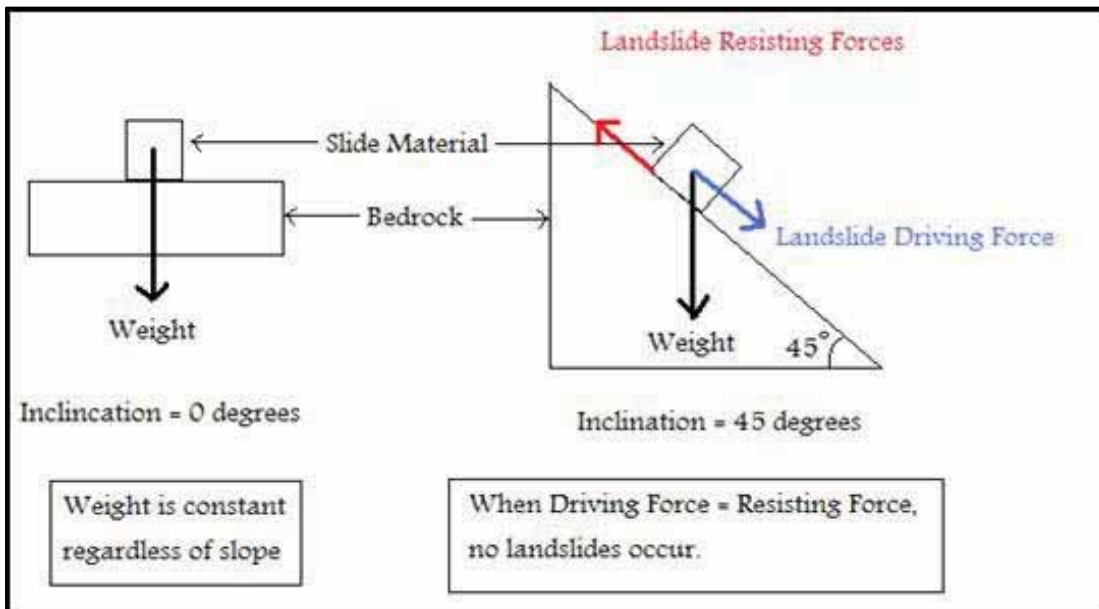 Landslide Resisting Forces
Slide Material
Bedrock
Landslide Driving Force
Weight
Weight
45°
Inclincation = 0 degrees
Inclination = 45 degrees
Weight is constant
regardless of slope
When Driving Force = Resisting Force,
no landslides occur.